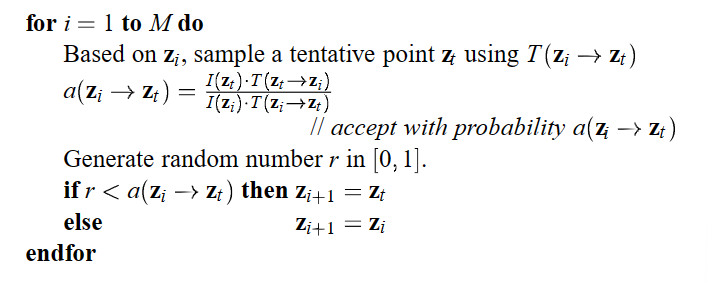 for i = 1 to M do
Based on z_i, sample a tentative point z_t using T(z_i → z_t)
a(z_i → z_t) = I(z_t)·T(z_t→z_i) / I(z_i)·T(z_i→z_t)
// accept with probability a(z_i → z_t)
Generate random number r in [0, 1].
if r < a(z_i → z_t) then z_{i+1} = z_t
else z_{i+1} = z_i
endfor